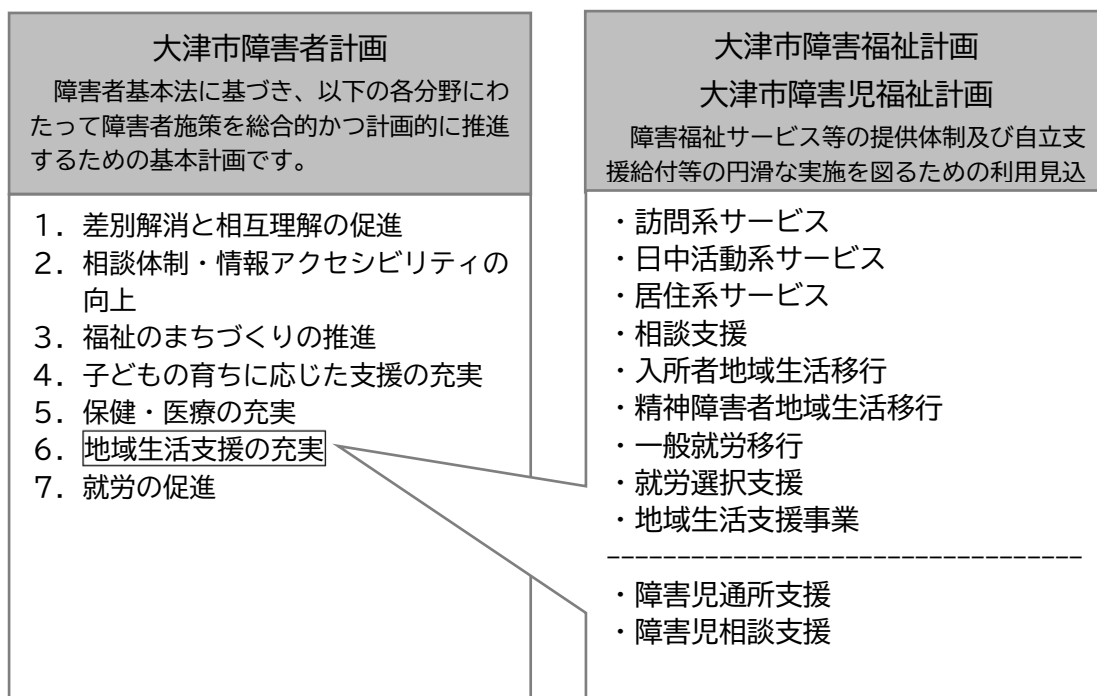 大津市障害者計画
障害者基本法に基づき、以下の各分野にわ
たって障害者施策を総合的かつ計画的に推進
するための基本計画です。
1．差別解消と相互理解の促進
2．相談体制・情報アクセシビリティの
向上
3．福祉のまちづくりの推進
4．子どもの育ちに応じた支援の充実
5．保健・医療の充実
6．地域生活支援の充実
7．就労の促進
大津市障害福祉計画
大津市障害児福祉計画
障害福祉サービス等の提供体制及び自立支
援給付等の円滑な実施を図るための利用見込
・訪問系サービス
・日中活動系サービス
・居住系サービス
・相談支援
・入所者地域生活移行
・精神障害者地域生活移行
・一般就労移行
・就労選択支援
・地域生活支援事業
・障害児通所支援
・障害児相談支援